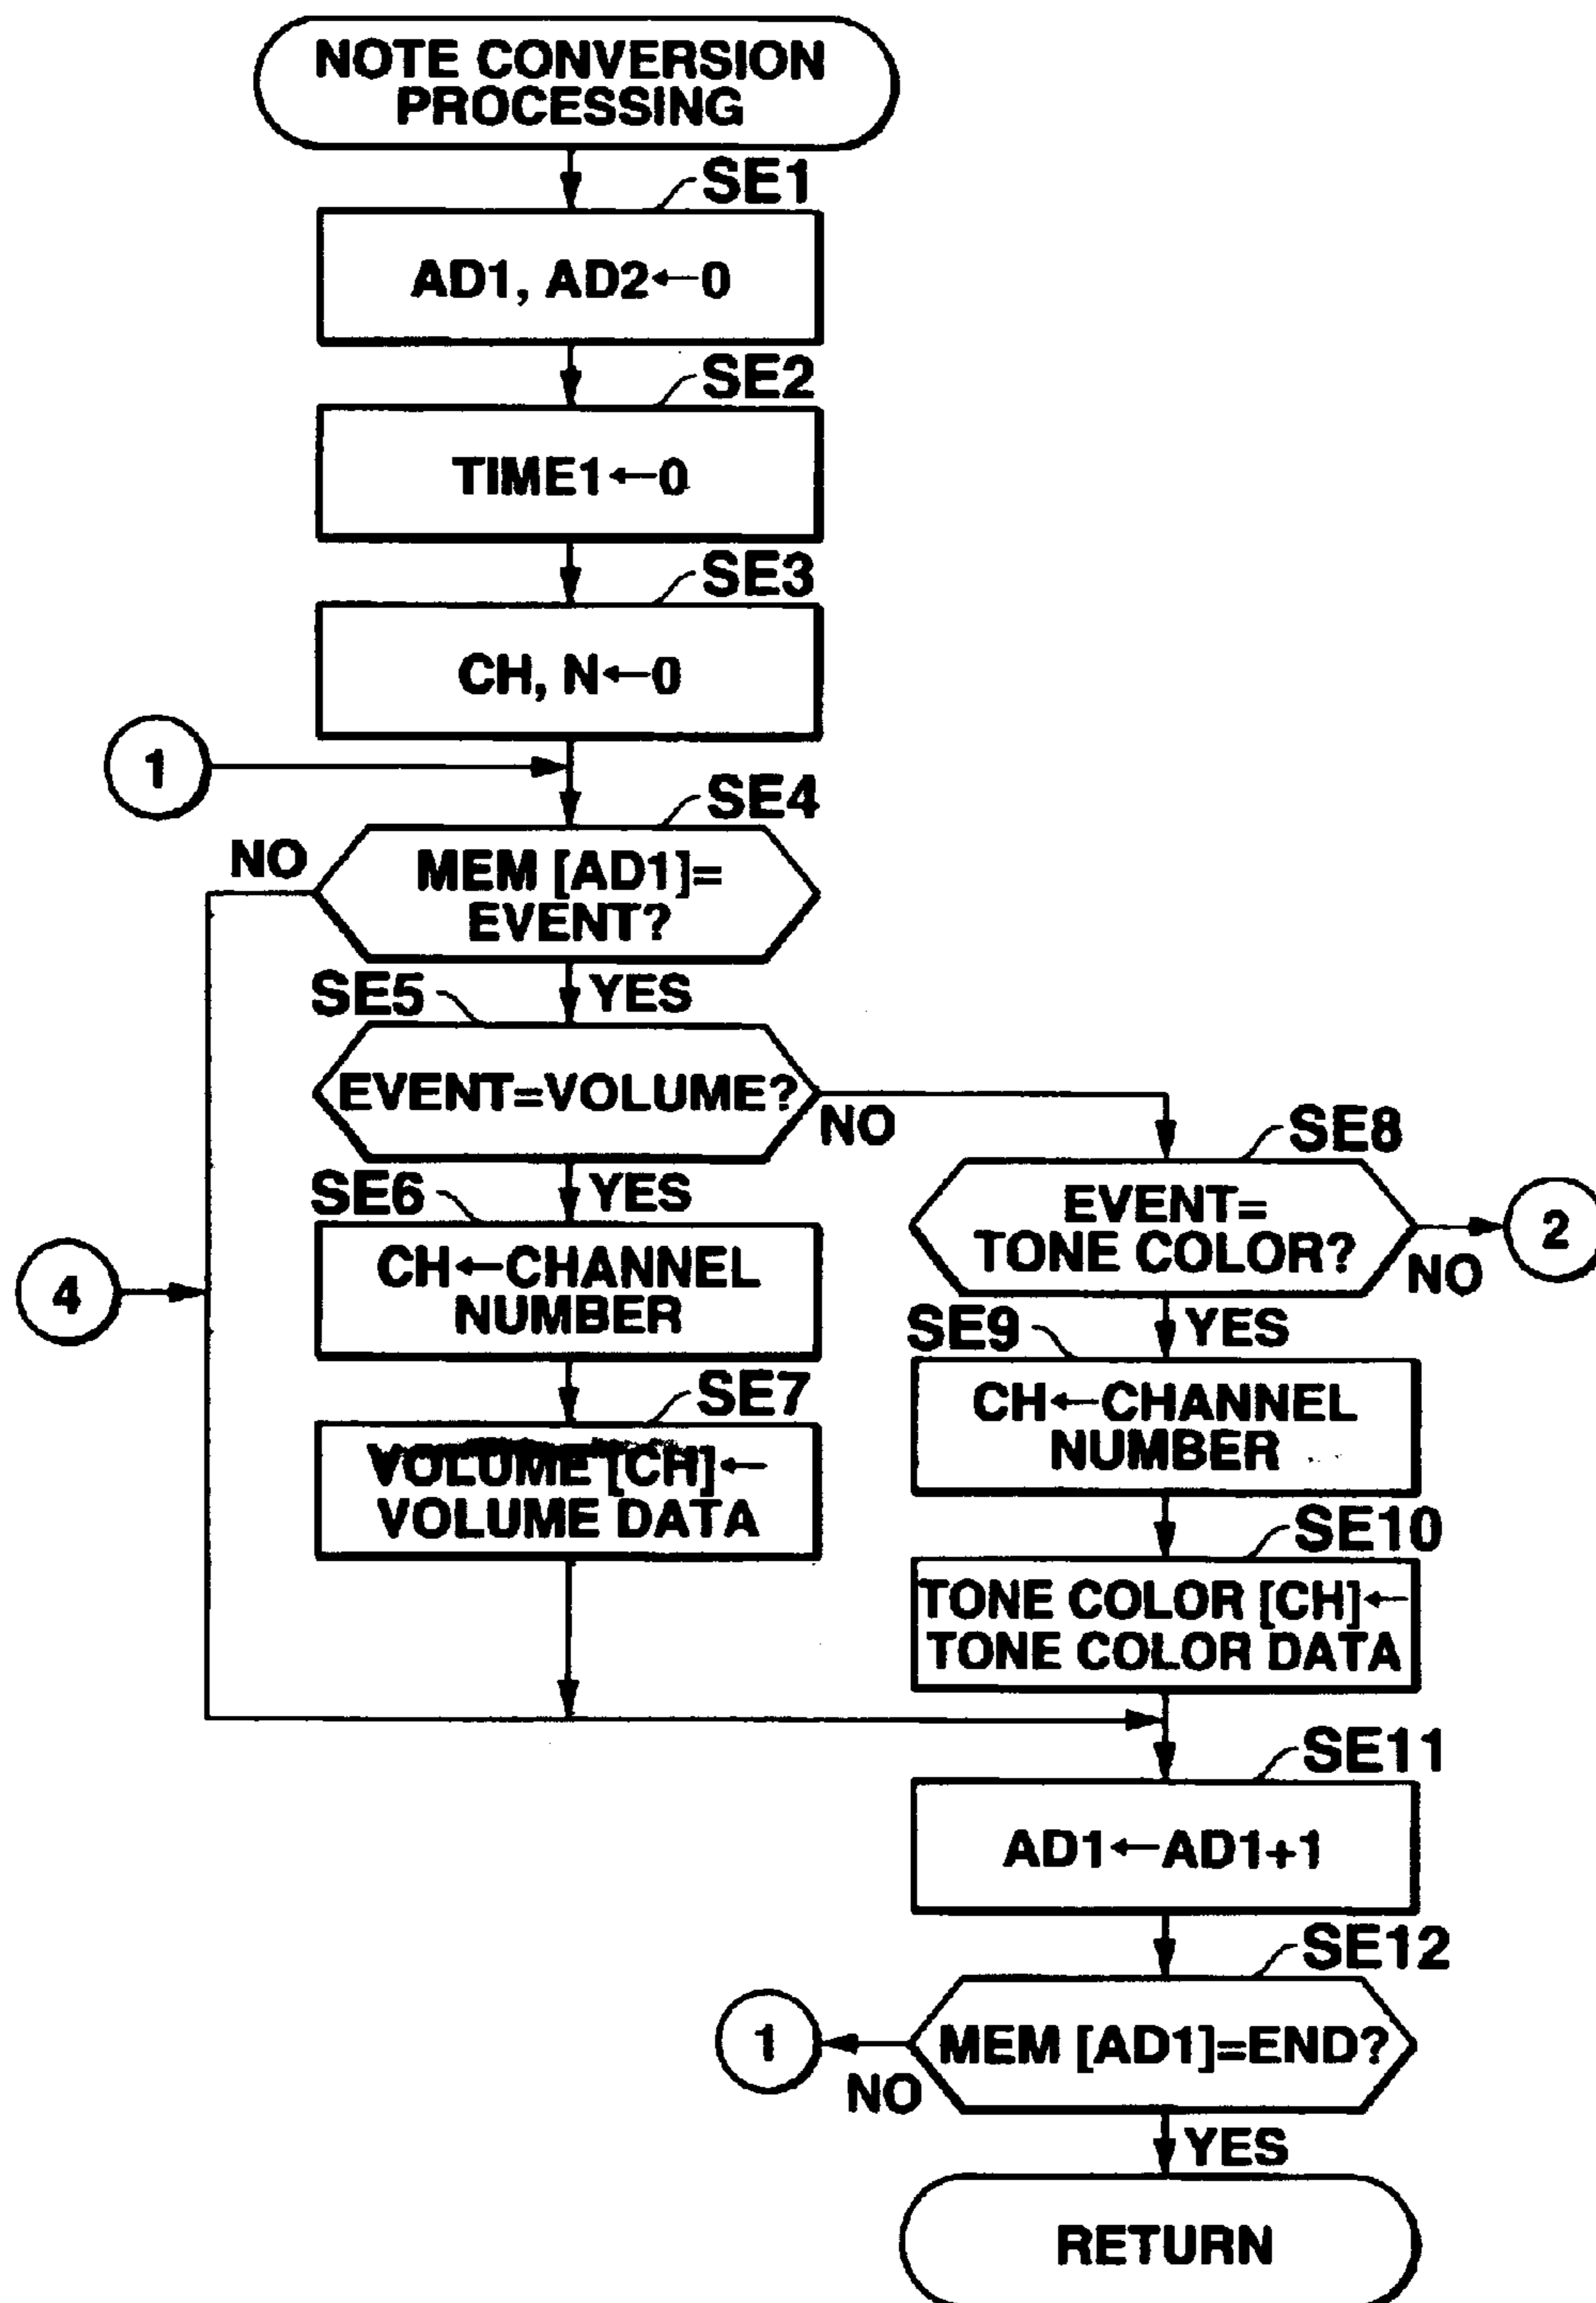 NOTE CONVERSION
PROCESSING
SE1
AD1, AD2←0
SE2
TIME1←0
SE3
CH, N←0
1
SE4
NO
MEM [AD1]=
EVENT?
SE5
YES
EVENT=VOLUME?
NO
SE8
SE6
YES
EVENT=
TONE COLOR?
2
NO
CH←CHANNEL
NUMBER
4
SE9
YES
SE7
CH←CHANNEL
NUMBER
VOLUME [CH]←
VOLUME DATA
SE10
TONE COLOR [CH]←
TONE COLOR DATA
SE11
AD1←AD1+1
SE12
1
MEM [AD1]=END?
NO
YES
RETURN